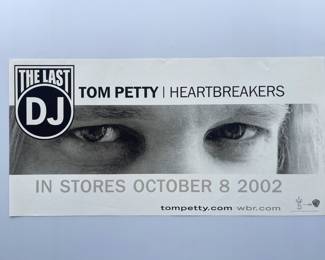 THE LAST
DJ
TOM PETTY | HEARTBREAKERS
IN STORES OCTOBER 8 2002
tompetty.com wbr.com